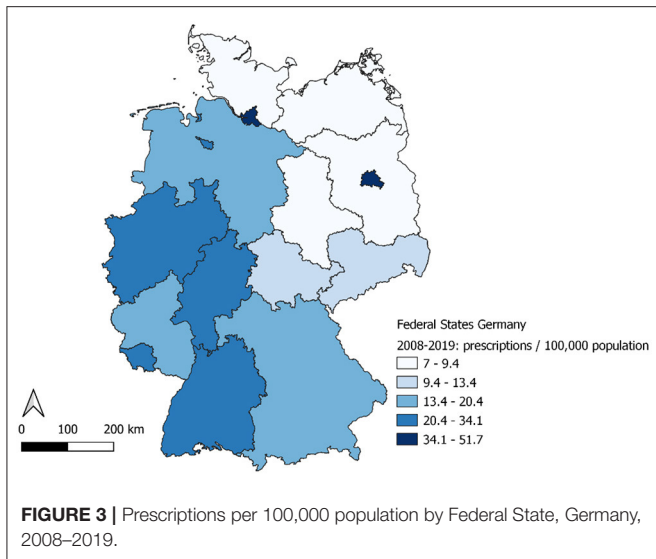 Federal States Germany
2008-2019: prescriptions / 100,000 population
7 - 9.4
9.4 - 13.4
13.4 - 20.4
20.4 - 34.1
34.1 - 51.7
0 100 200 km
FIGURE 3 | Prescriptions per 100,000 population by Federal State, Germany,
2008–2019.